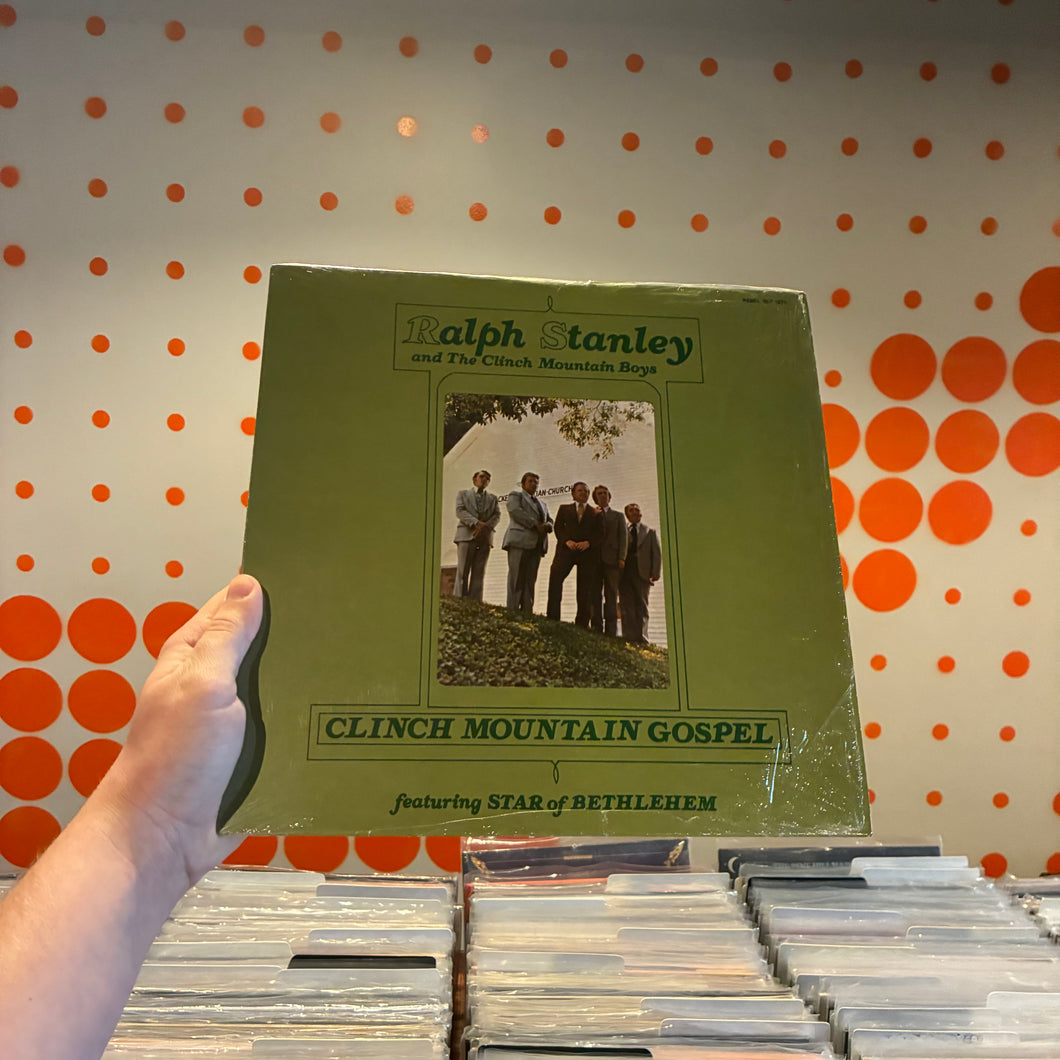 Ralph Stanley
and The Clinch Mountain Boys
CLINCH MOUNTAIN GOSPEL
featuring STAR of BETHLEHEM